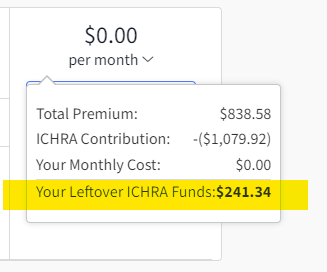 $0.00
per month
Total Premium: $838.58
ICHRA Contribution: -($1,079.92)
Your Monthly Cost: $0.00
Your Leftover ICHRA Funds:$241.34